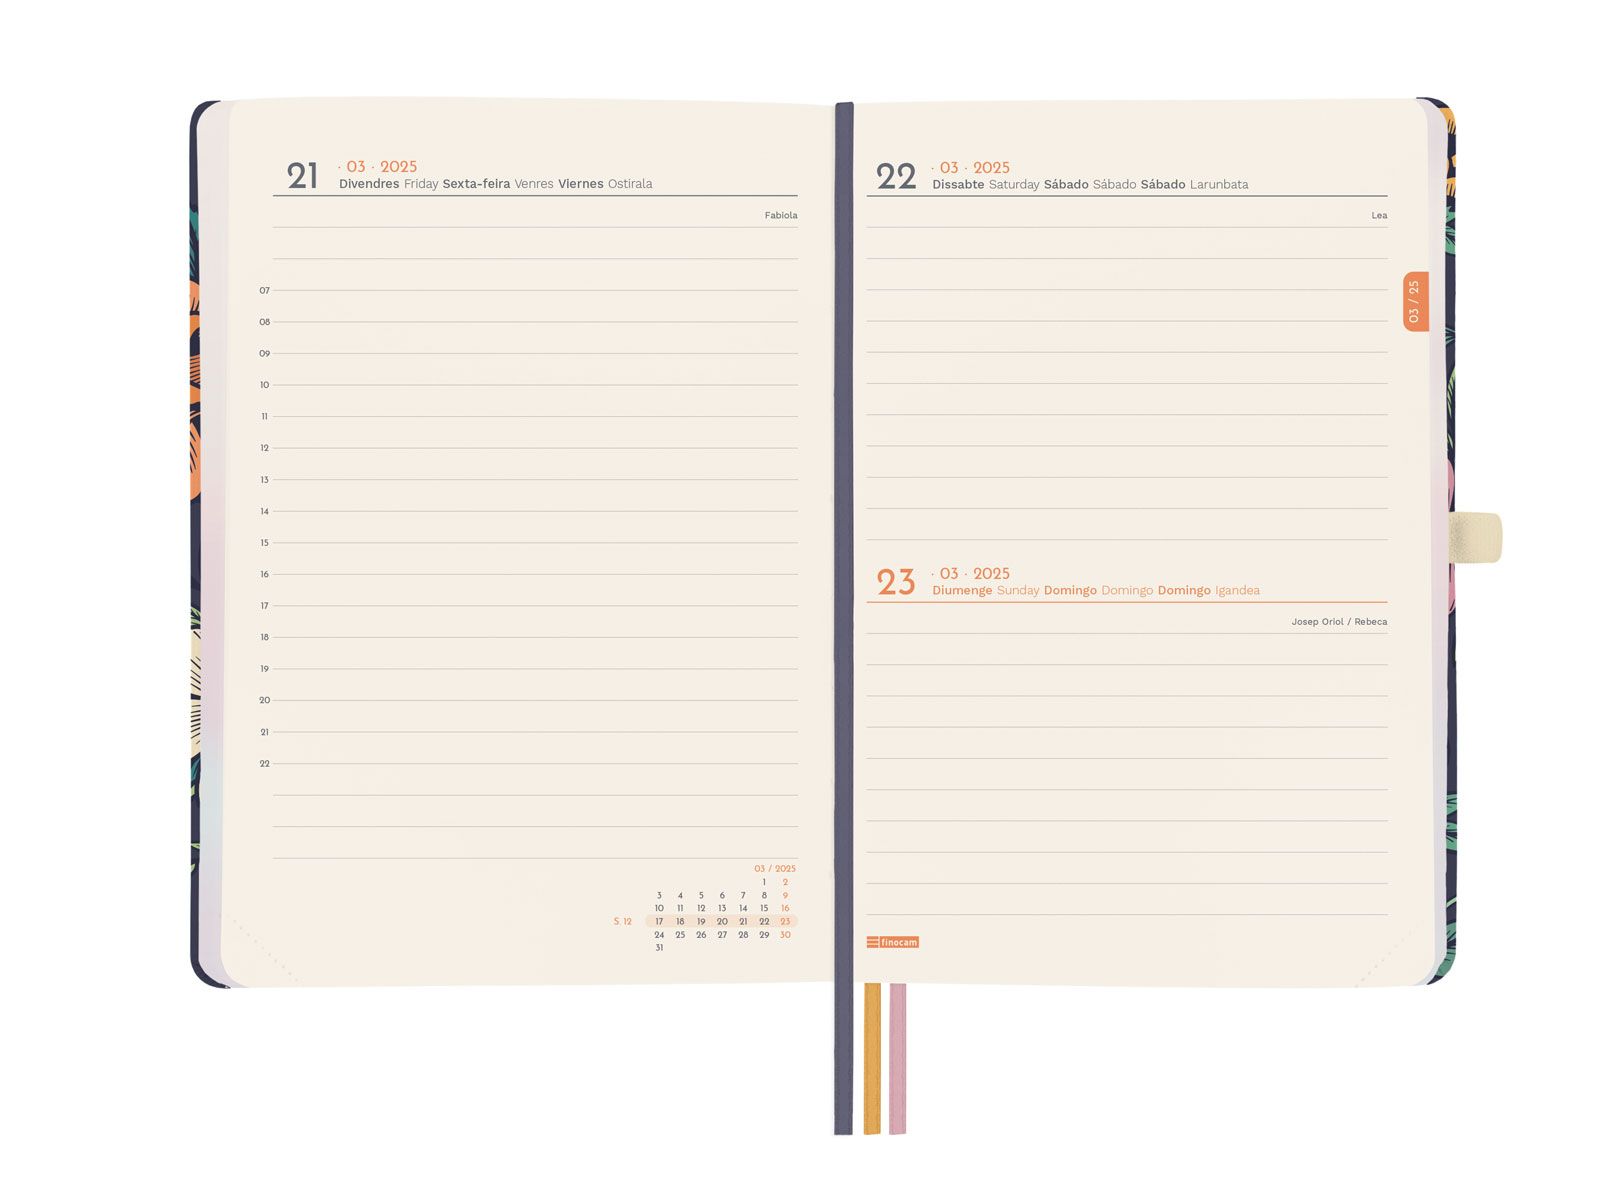 21 · 03 · 2025
Divendres Friday Sexta-feira Venres Viernes Ostirala
Fabiola
07
08
09
10
11
12
13
14
15
16
17
18
19
20
21
22
03 / 2025
1 2
3 4 5 6 7 8 9
10 11 12 13 14 15 16
S. 12 17 18 19 20 21 22 23
24 25 26 27 28 29 30
31
22 · 03 · 2025
Dissabte Saturday Sábado Sábado Sábado Larunbata
Lea
03 / 25
23 · 03 · 2025
Diumenge Sunday Domingo Domingo Domingo Igandea
Josep Oriol / Rebeca
finocam